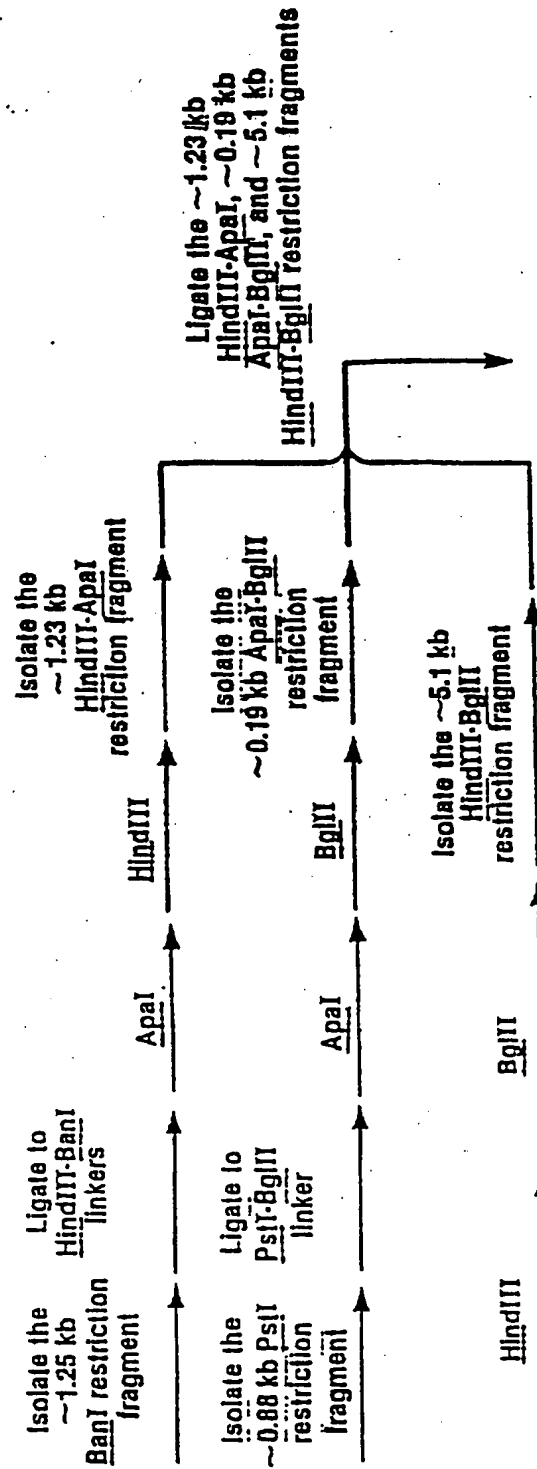 Isolate the
~1.25 kb
BanI restriction
fragment
Ligate to
HindIII-BanI
linkers
ApaI
HindIII
Isolate the
~1.23 kb
HindIII-ApaI
restriction fragment
Ligate the ~1.23 kb
HindIII-ApaI, ~0.19 kb
ApaI-BglII, and ~5.1 kb
HindIII-BglII restriction fragments
Isolate the
~0.88 kb PstI
restriction
fragment
Ligate to
PstI-BglII
linker
ApaI
BglII
Isolate the
~0.19 kb ApaI-BglII
restriction
fragment
HindIII
BglII
Isolate the ~5.1 kb
HindIII-BglII
restriction fragment